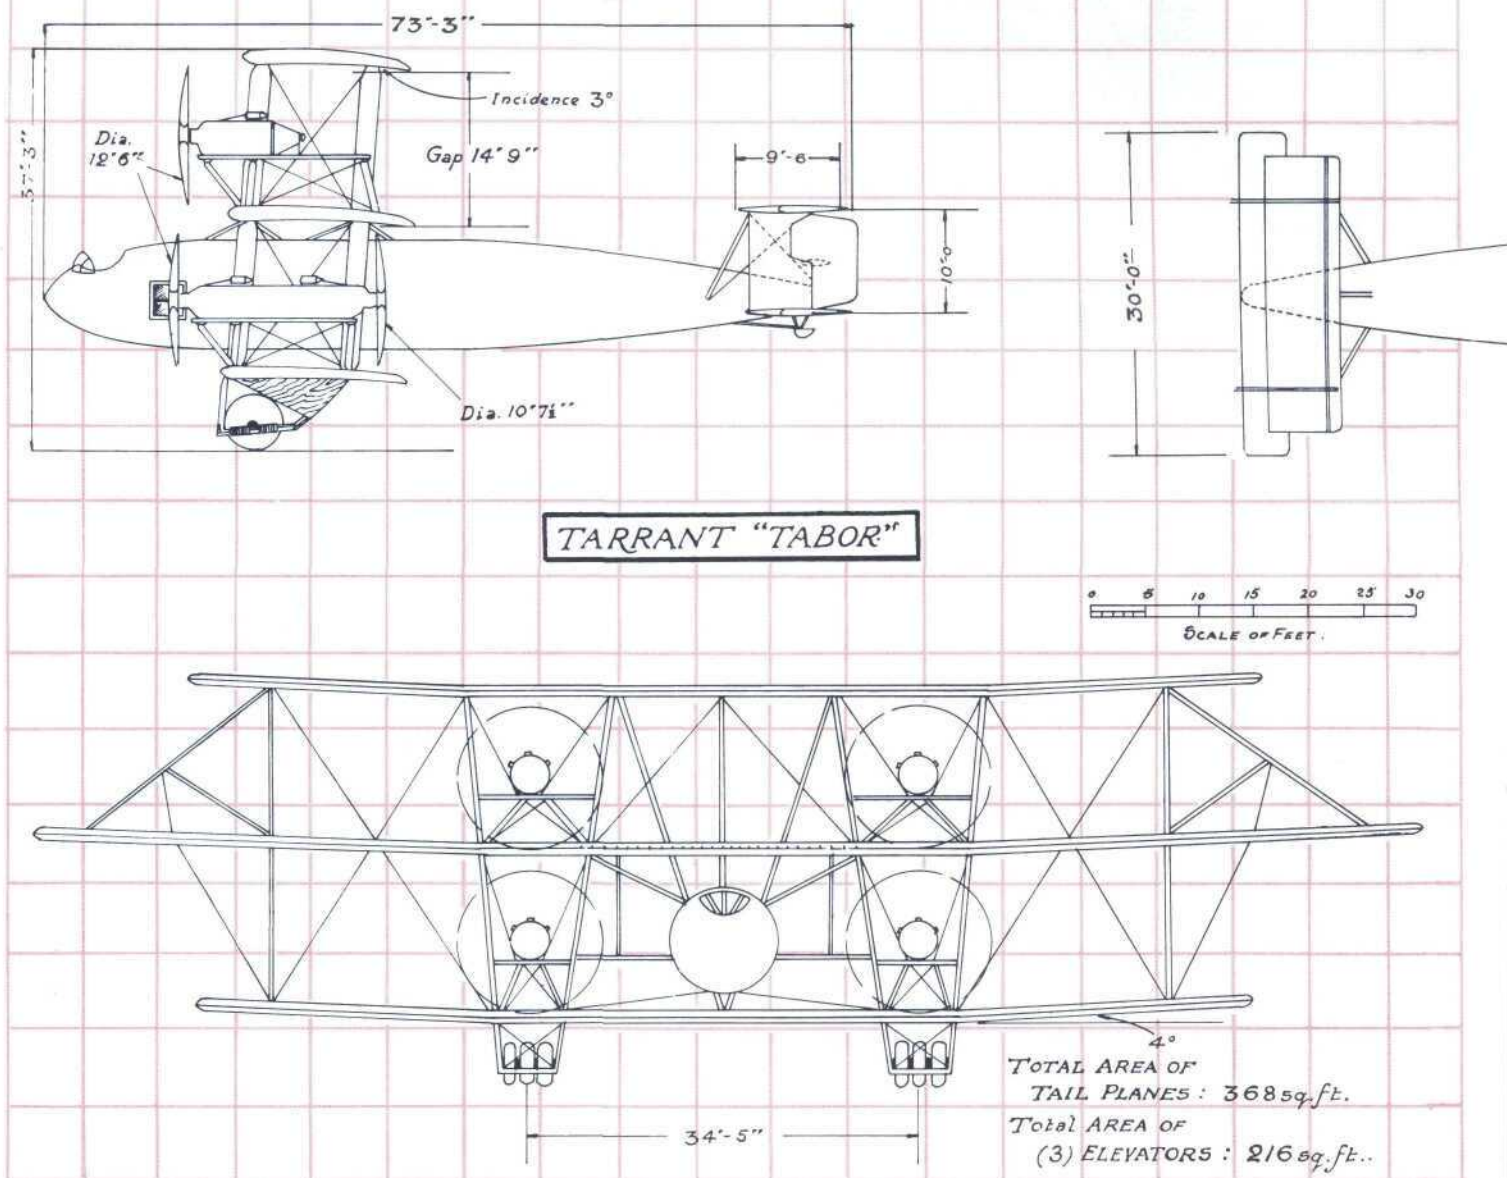 73'-3"
Incidence 3°
Dia.
12'6"
Gap 14'9"
37'-3"
9'-6
10'-0
30'-0"
Dia. 10'7½"
TARRANT "TABOR"
0 5 10 15 20 25 30
SCALE OF FEET.
4°
TOTAL AREA OF
TAIL PLANES : 368 sq.ft.
Total AREA OF
(3) ELEVATORS : 216 sq.ft..
34'-5"